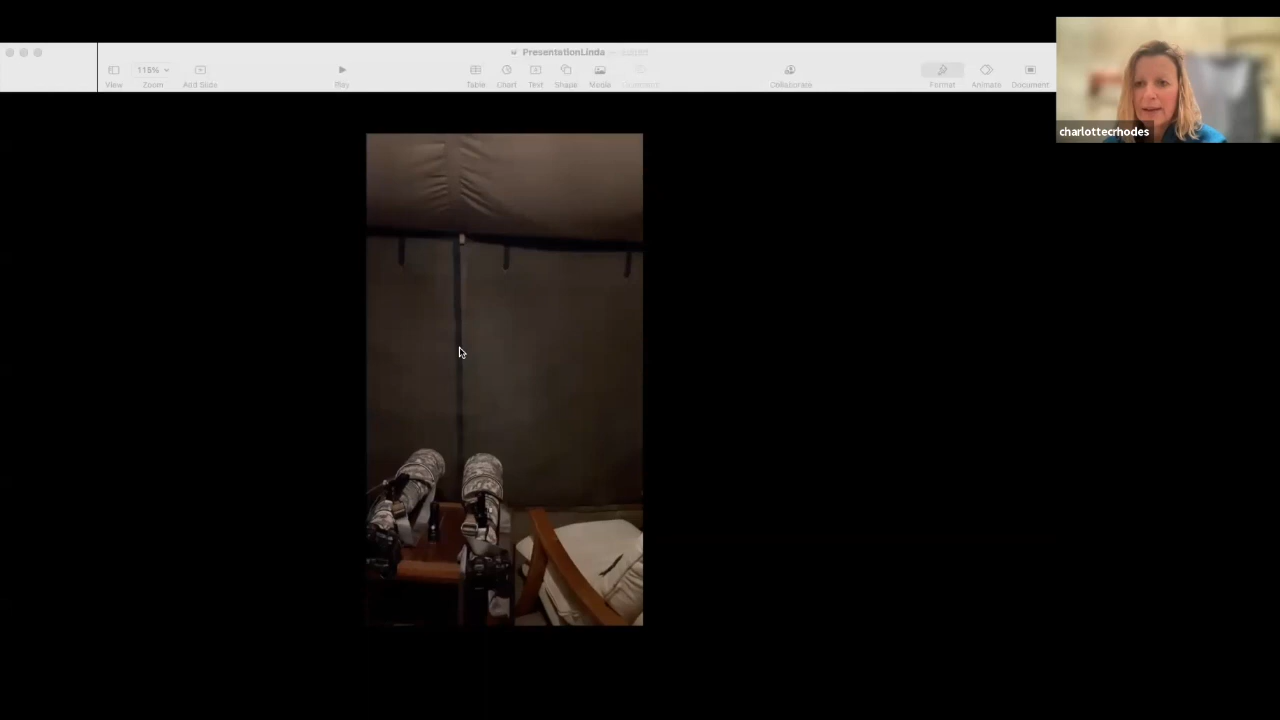 PresentationLinda
115%
View
Zoom
Add Slide
Play
Table
Chart
Text
Shape
Media
Collaborate
Format
Animate
Document
charlottecrhodes